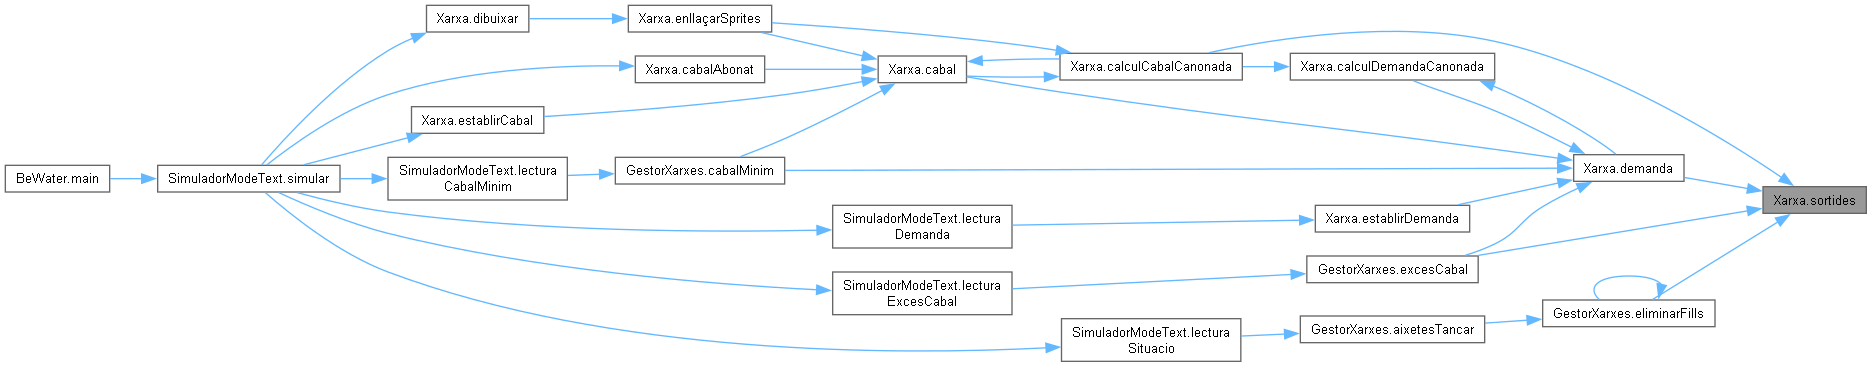 Xarxa.dibuixar
Xarxa.enllaçarSprites
Xarxa.cabalAbonat
Xarxa.cabal
Xarxa.calculCabalCanonada
Xarxa.calculDemandaCanonada
Xarxa.establirCabal
BeWater.main
SimuladorModeText.simular
SimuladorModeText.lectura
CabalMinim
GestorXarxes.cabalMinim
Xarxa.demanda
Xarxa.sortides
SimuladorModeText.lectura
Demanda
Xarxa.establirDemanda
SimuladorModeText.lectura
ExcesCabal
GestorXarxes.excesCabal
SimuladorModeText.lectura
Situacio
GestorXarxes.aixetesTancar
GestorXarxes.eliminarFills